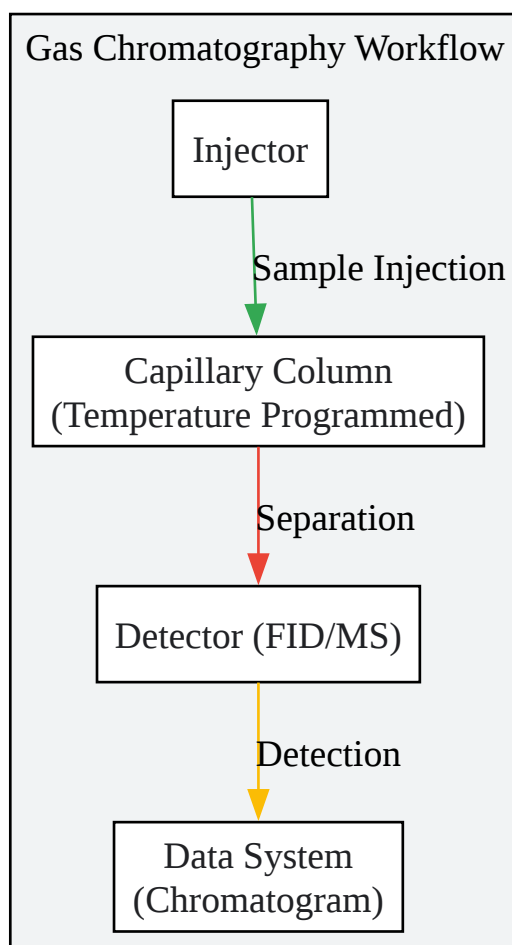 Gas Chromatography Workflow
Injector
Sample Injection
Capillary Column
(Temperature Programmed)
Separation
Detector (FID/MS)
Detection
Data System
(Chromatogram)